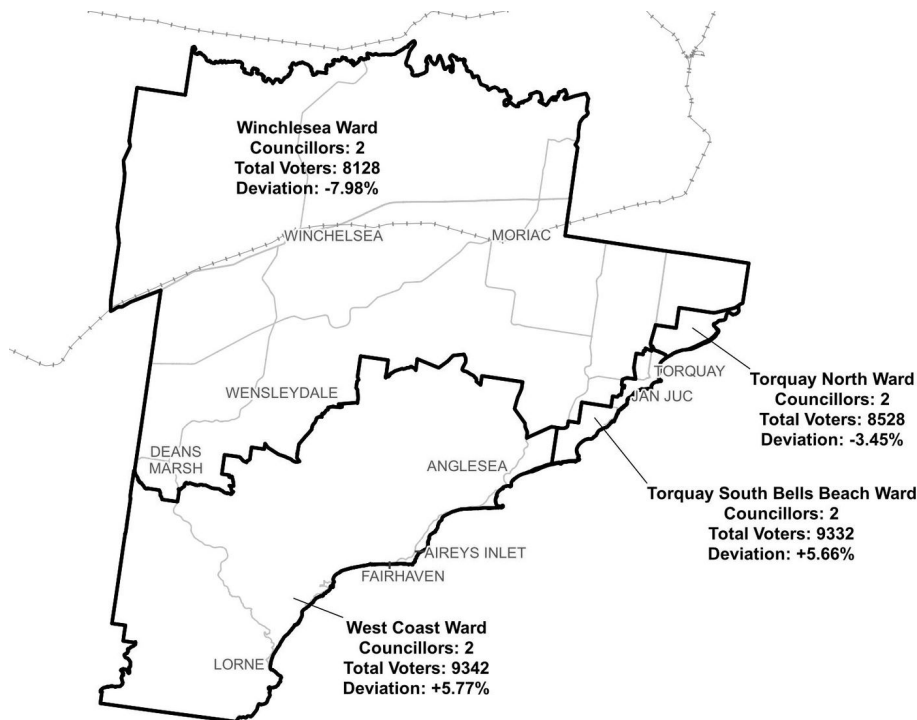 Winchlesea Ward
Councillors: 2
Total Voters: 8128
Deviation: -7.98%
WINCHELSEA
MORIAC
TORQUAY
Torquay North Ward
Councillors: 2
Total Voters: 8528
Deviation: -3.45%
WENSLEYDALE
JAN JUC
DEANS
MARSH
ANGLESEA
Torquay South Bells Beach Ward
Councillors: 2
Total Voters: 9332
Deviation: +5.66%
AIREYS INLET
FAIRHAVEN
West Coast Ward
Councillors: 2
Total Voters: 9342
Deviation: +5.77%
LORNE